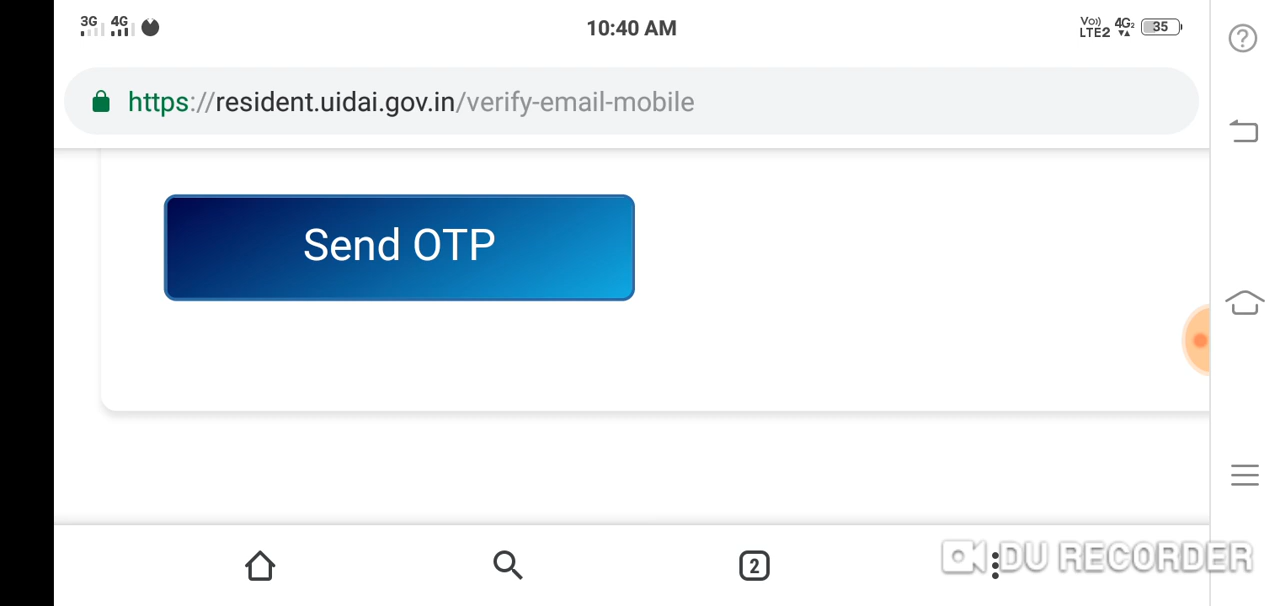 3G 4G
10:40 AM
Vo))
LTE2
4G2
35
https://resident.uidai.gov.in/verify-email-mobile
Send OTP
2
DU RECORDER